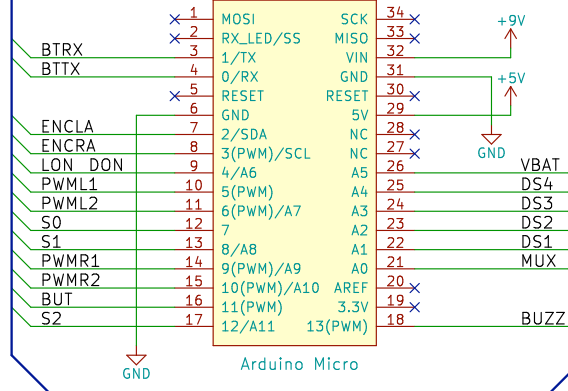 1 MOSI SCK 34
+9V
2 RX_LED/SS MISO 33
BTRX 3 1/TX VIN 32
BTTX 4 0/RX GND 31
+5V
5 RESET RESET 30
6 GND 5V 29
ENCLA 7 2/SDA NC 28
ENCRA 8 3(PWM)/SCL NC 27
GND
LON DON 9 4/A6 A5 26 VBAT
PWML1 10 5(PWM) A4 25 DS4
PWML2 11 6(PWM)/A7 A3 24 DS3
S0 12 7 A2 23 DS2
S1 13 8/A8 A1 22 DS1
PWMR1 14 9(PWM)/A9 A0 21 MUX
PWMR2 15 10(PWM)/A10 AREF 20
BUT 16 11(PWM) 3.3V 19
S2 17 12/A11 13(PWM) 18 BUZZ
Arduino Micro
GND